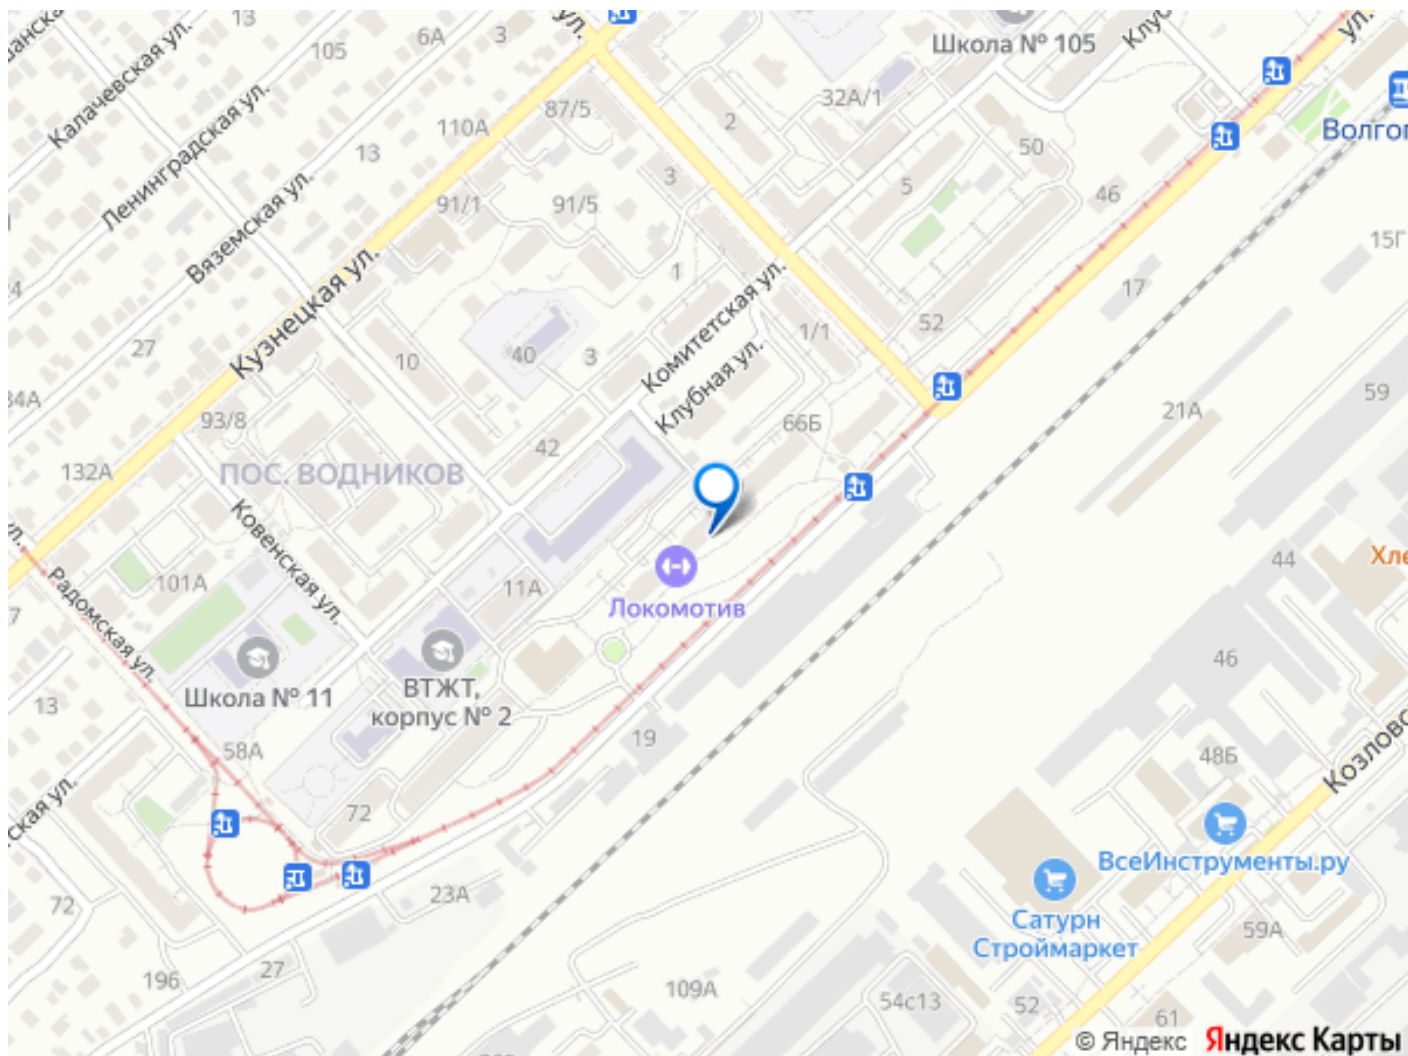 6А
3
ул.
Школа № 105
ул.
105
Калачевская ул.
Ленинградская ул.
87/5
32А/1
110А
2
Волгог
13
50
3
5
46
91/1
91/5
Вяземская ул.
15Г
1
17
Кузнецкая ул.
Комитетская ул.
1/1
52
27
10
40
3
Клубная ул.
59
21А
93/8
66Б
42
132А
ПОС. ВОДНИКОВ
Ковенская ул.
ул.
44
Хле
101А
11А
Радомская ул.
Локомотив
46
Школа № 11
ВТЖТ,
корпус № 2
13
19
58А
48Б
72
ВсеИнструменты.ру
23А
72
Сатурн
Строймаркет
59А
27
196
109А
54с13
52
61
© Яндекс
Яндекс Карты